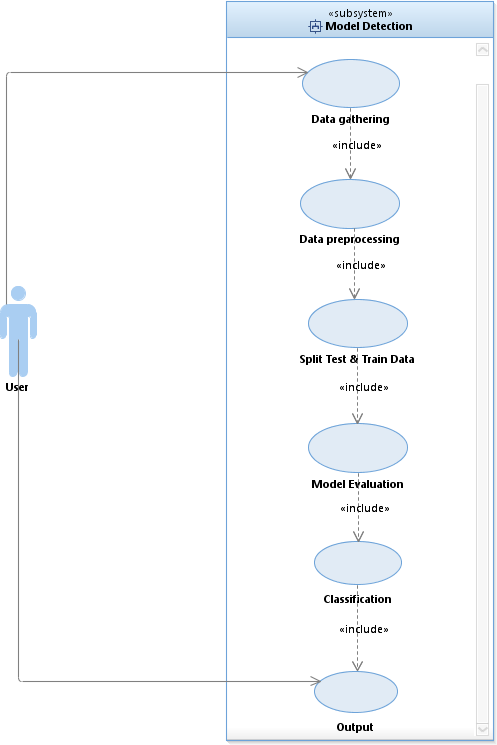 «subsystem»
Model Detection
Data gathering
«include»
Data preprocessing
«include»
Split Test & Train Data
User
«include»
Model Evaluation
«include»
Classification
«include»
Output